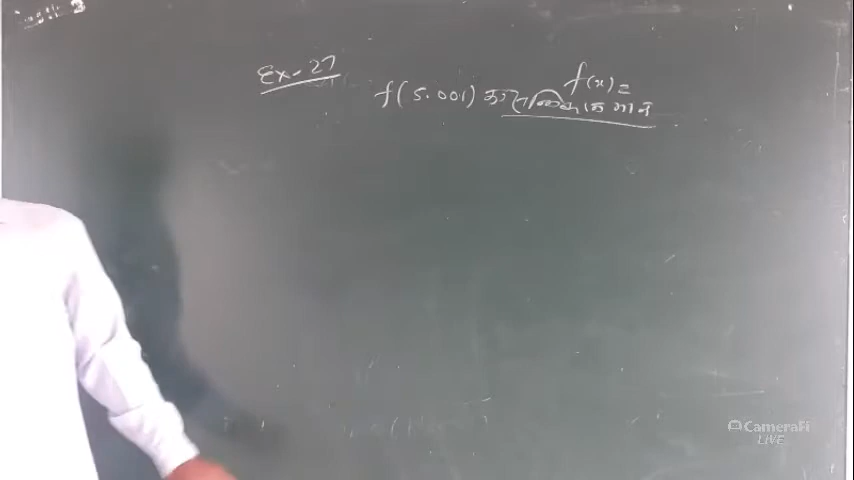 Ex-27
f(x) =
f(5.001) का सन्निकट मान
CameraFi
LIVE